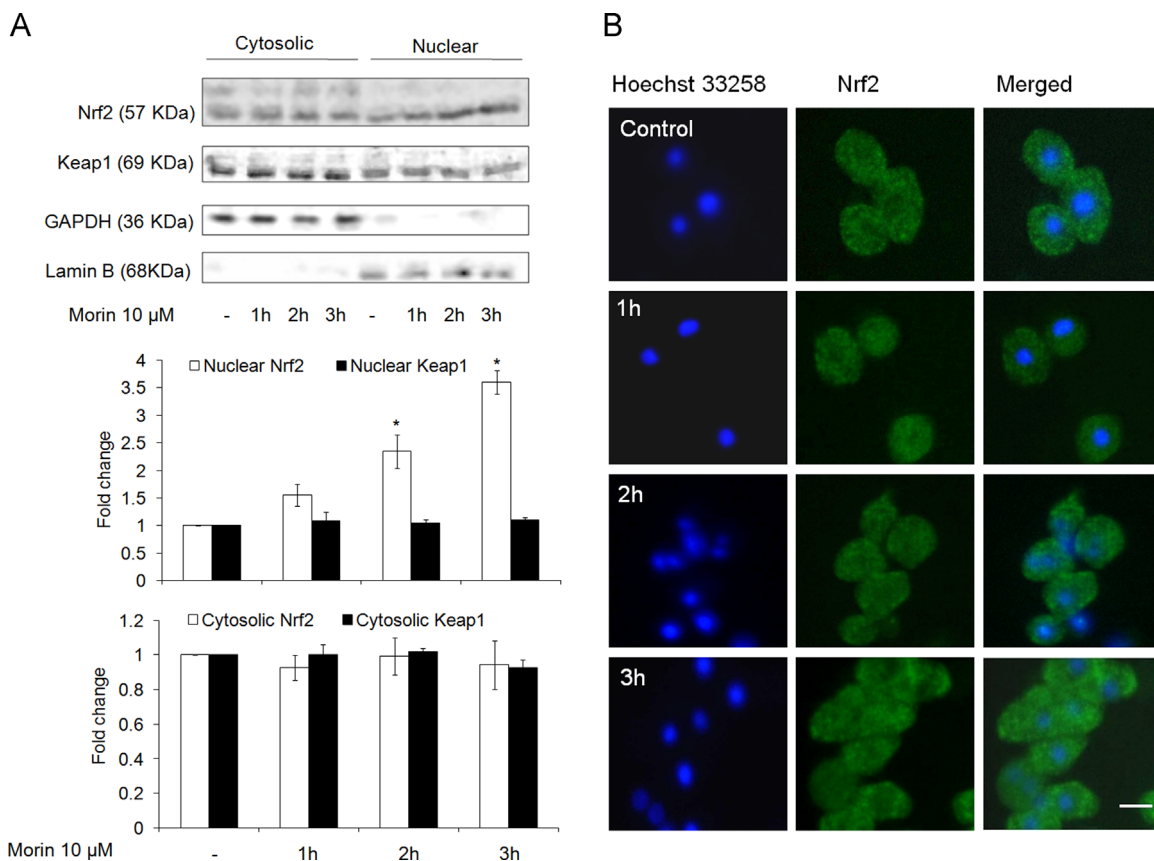 A
Cytosolic Nuclear
Nrf2 (57 KDa)
Keap1 (69 KDa)
GAPDH (36 KDa)
Lamin B (68KDa)
Morin 10 µM - 1h 2h 3h - 1h 2h 3h
Fold change
4
3.5
3
2.5
2
1.5
1
0.5
0
Nuclear Nrf2 Nuclear Keap1
*
*
Fold change
1.2
1
0.8
0.6
0.4
0.2
0
Cytosolic Nrf2 Cytosolic Keap1
Morin 10 µM - 1h 2h 3h
B
Hoechst 33258 Nrf2 Merged
Control
1h
2h
3h